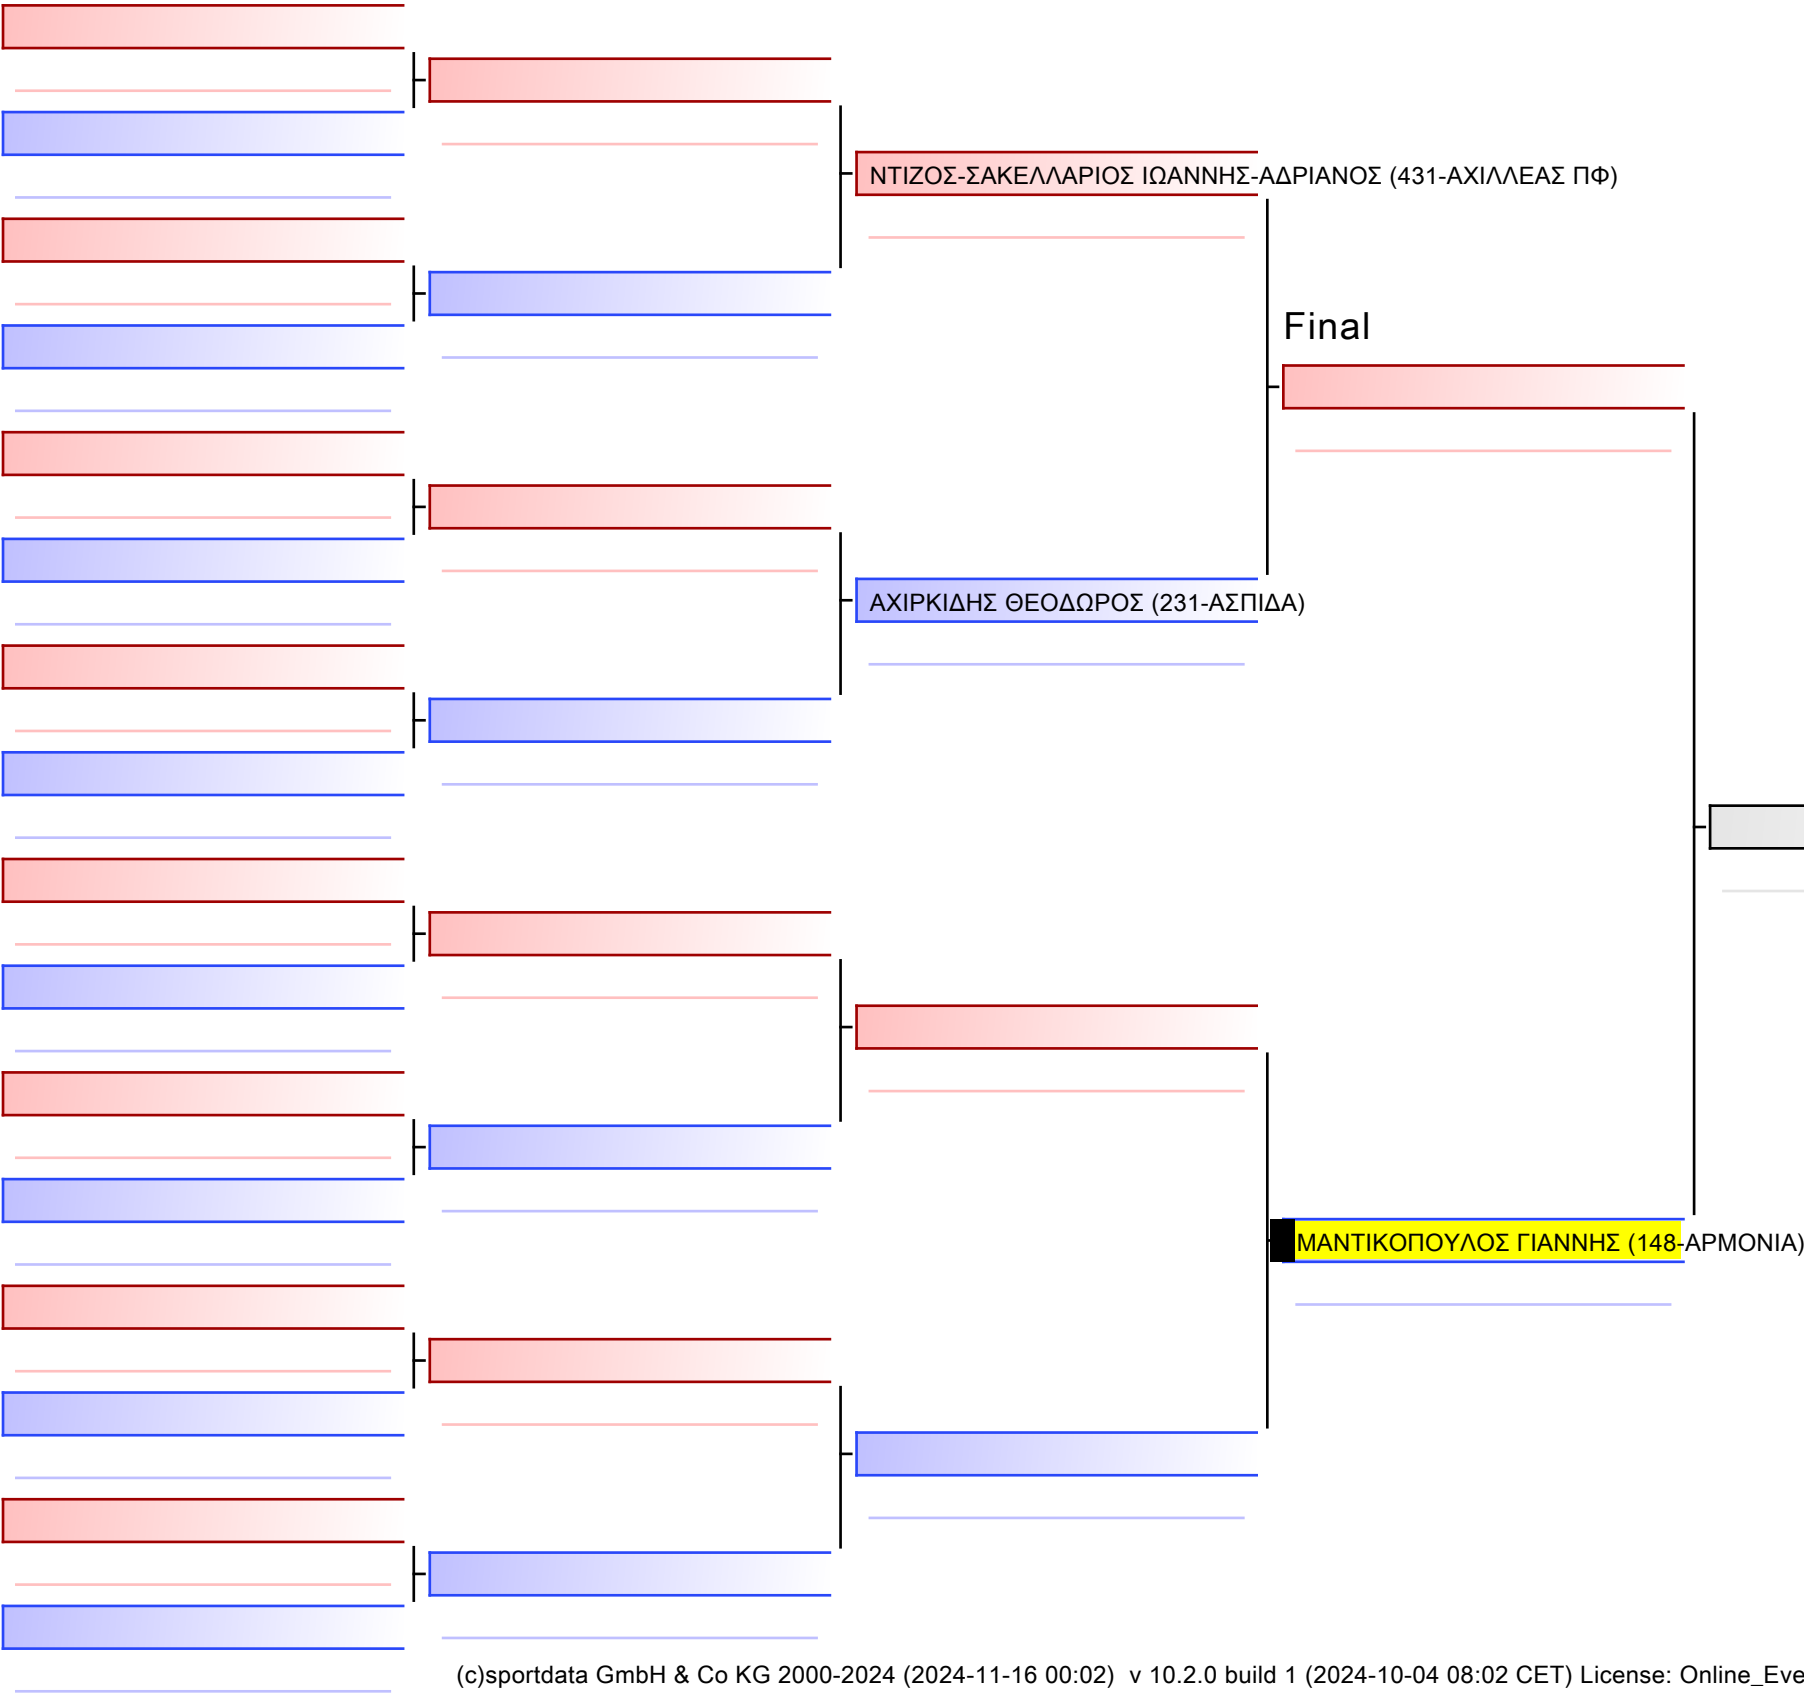 ΝΤΙΖΟΣ-ΣΑΚΕΛΛΑΡΙΟΣ ΙΩΑΝΝΗΣ-ΑΔΡΙΑΝΟΣ (431-ΑΧΙΛΛΕΑΣ ΠΦ)
Final
ΑΧΙΡΚΙΔΗΣ ΘΕΟΔΩΡΟΣ (231-ΑΣΠΙΔΑ)
ΜΑΝΤΙΚΟΠΟΥΛΟΣ ΓΙΑΝΝΗΣ (148-ΑΡΜΟΝΙΑ)
(c)sportdata GmbH & Co KG 2000-2024 (2024-11-16 00:02) v 10.2.0 build 1 (2024-10-04 08:02 CET) License: Online_Eve